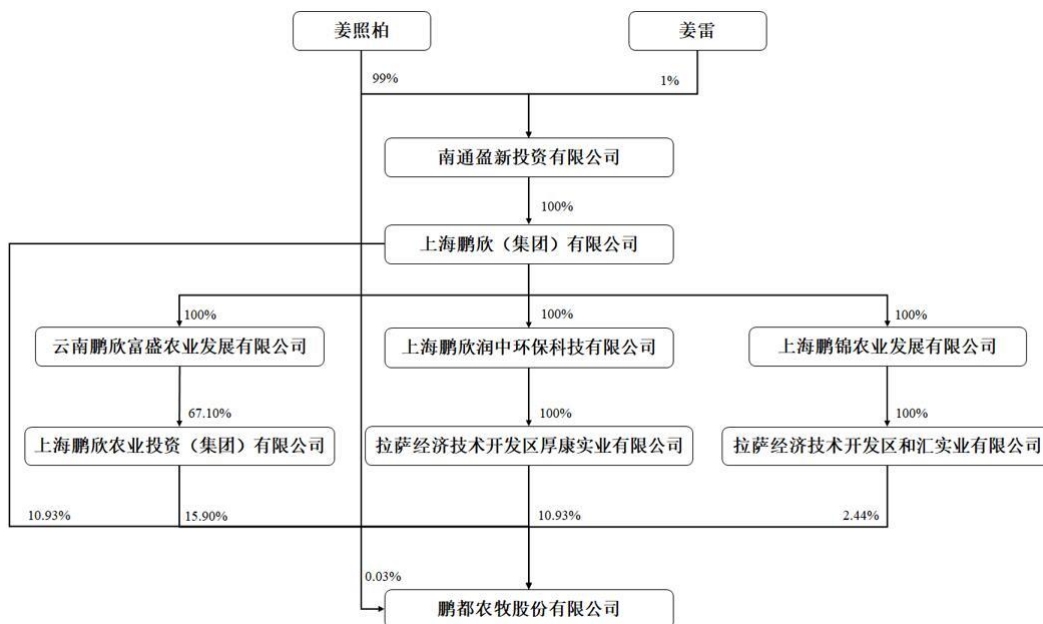 姜照柏
姜雷
99%
1%
南通盈新投资有限公司
100%
上海鹏欣（集团）有限公司
100%
100%
100%
云南鹏欣富盛农业发展有限公司
上海鹏欣润中环保科技有限公司
上海鹏锦农业发展有限公司
67.10%
100%
100%
上海鹏欣农业投资（集团）有限公司
拉萨经济技术开发区厚康实业有限公司
拉萨经济技术开发区和汇实业有限公司
10.93%
15.90%
10.93%
2.44%
0.03%
鹏都农牧股份有限公司